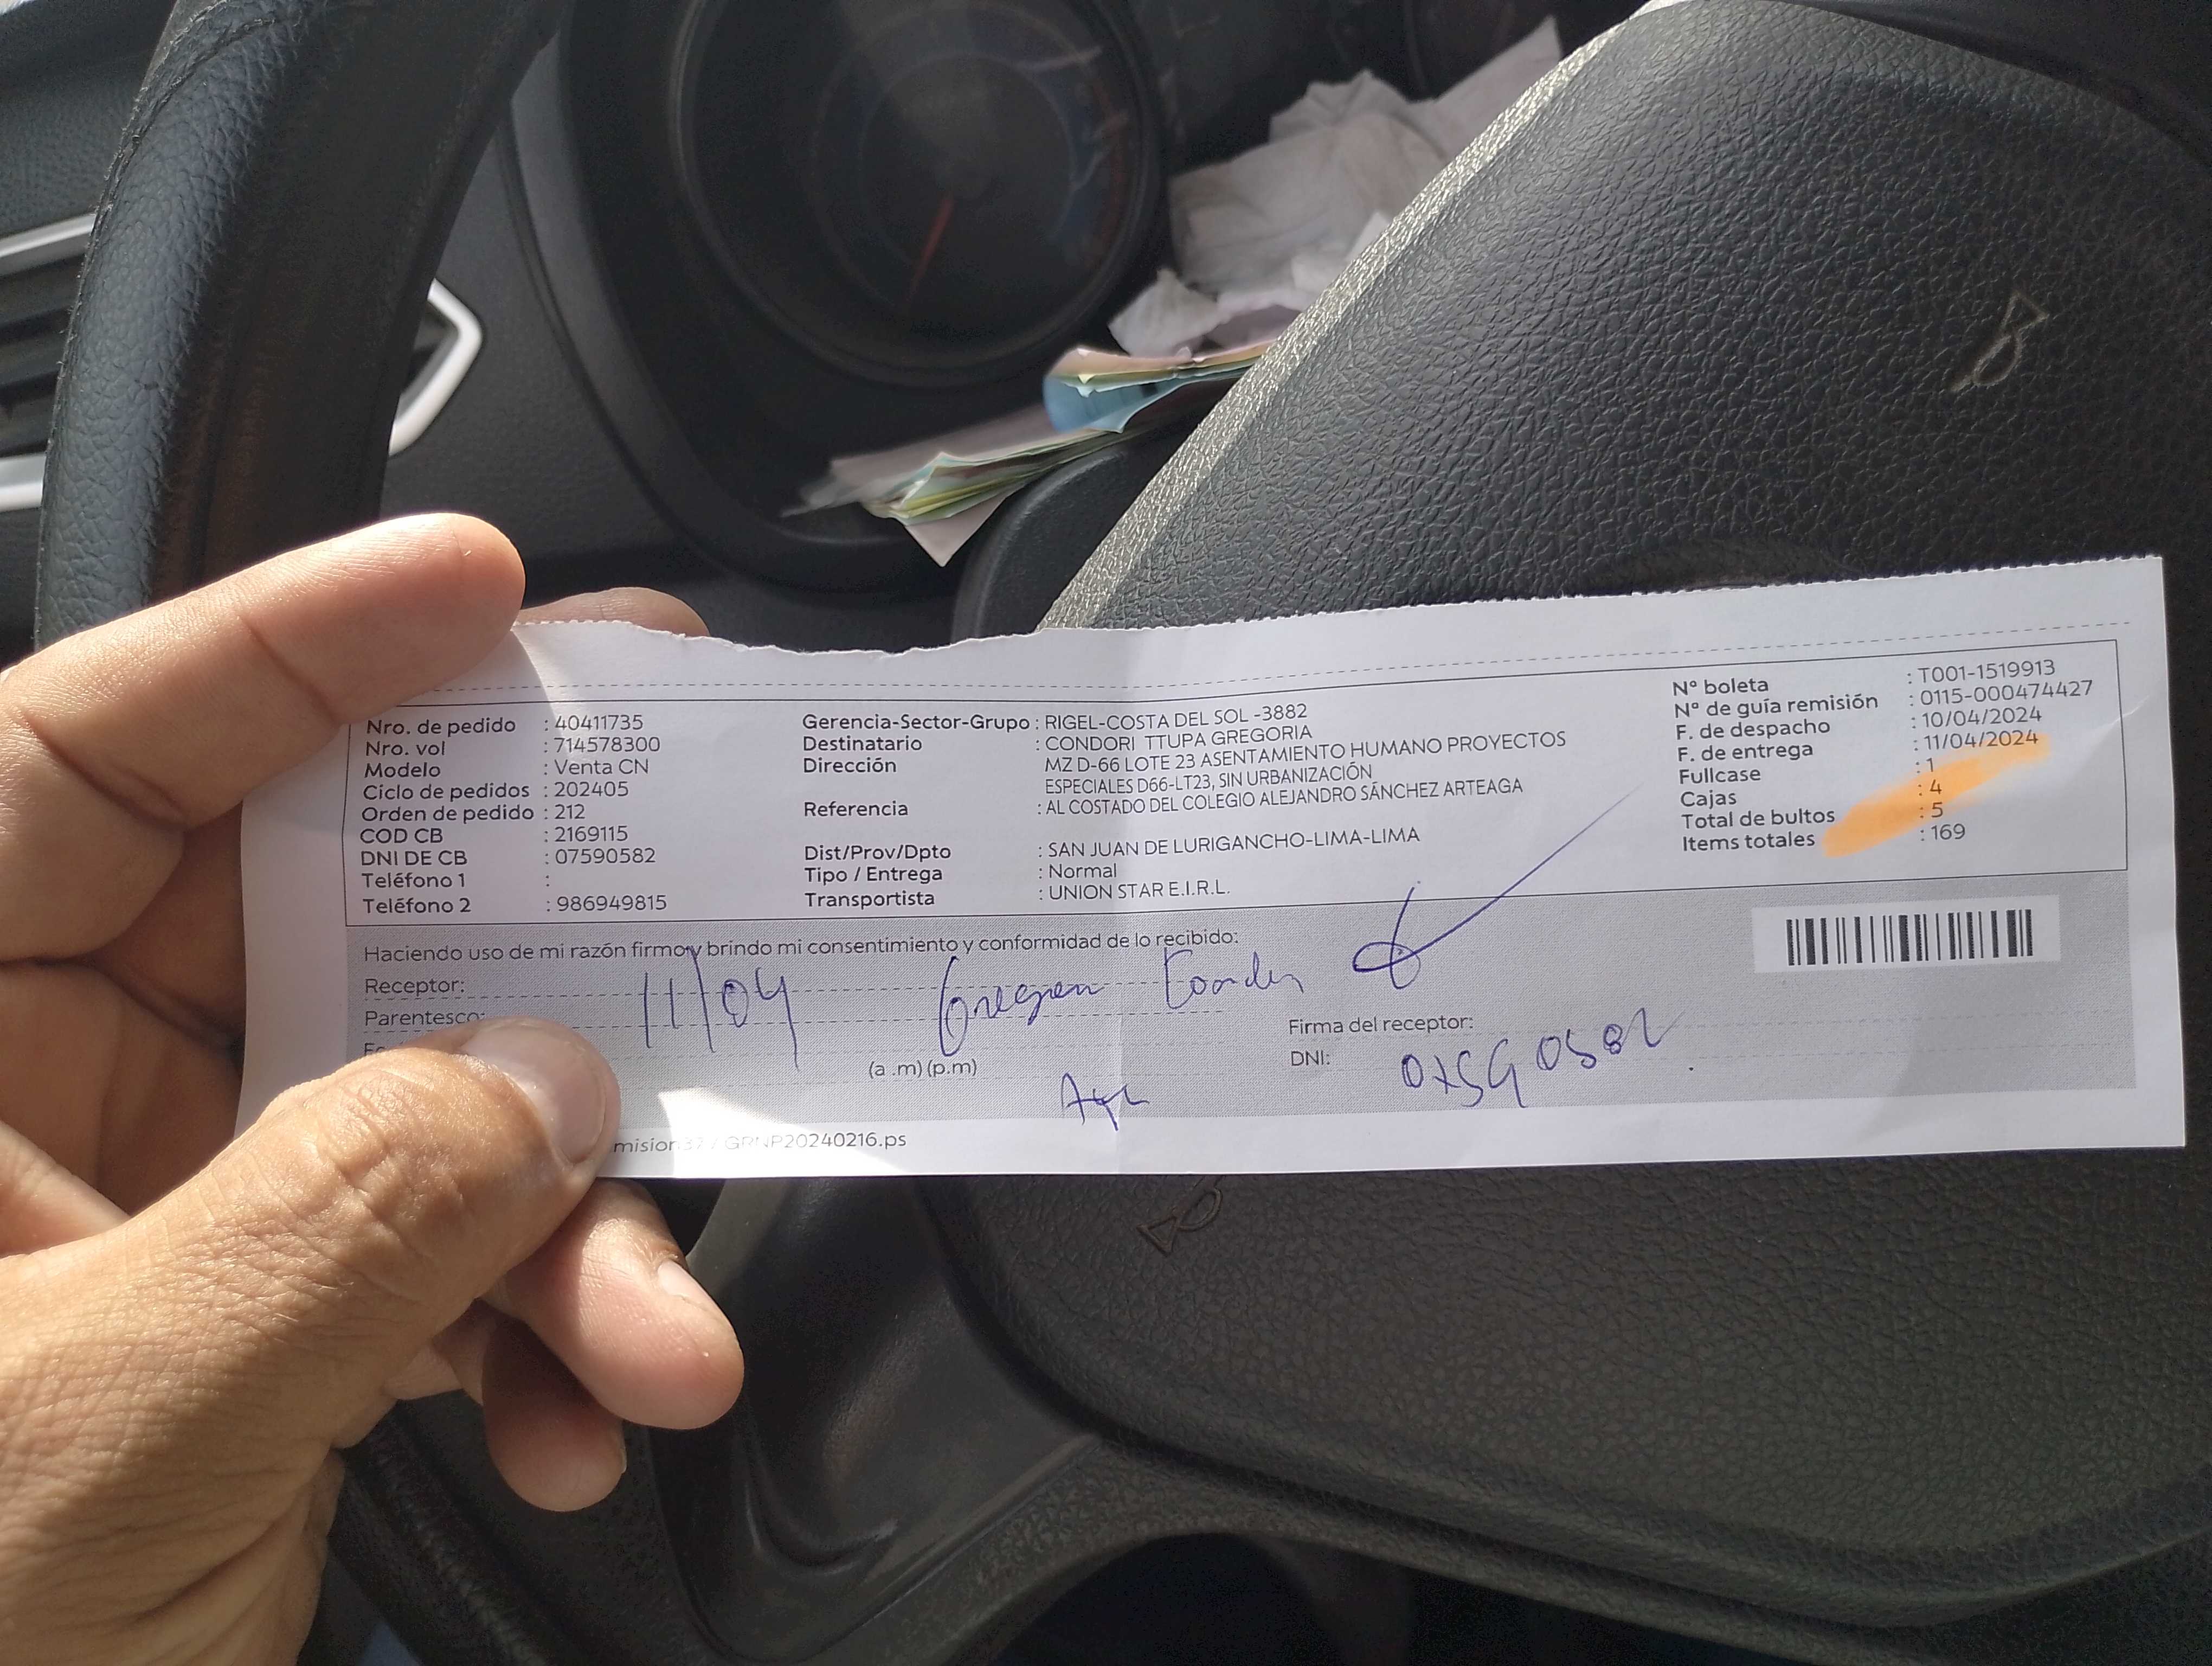 Nro. de pedido : 40411735
Nro. vol : 714578300
Modelo : Venta CN
Ciclo de pedidos : 202405
Orden de pedido : 212
COD CB : 2169115
DNI DE CB : 07590582
Teléfono 1 :
Teléfono 2 : 986949815
Gerencia-Sector-Grupo : RIGEL-COSTA DEL SOL -3882
Destinatario : CONDORI TTUPA GREGORIA
Dirección MZ D-66 LOTE 23 ASENTAMIENTO HUMANO PROYECTOS
ESPECIALES D66-LT23, SIN URBANIZACIÓN
Referencia : AL COSTADO DEL COLEGIO ALEJANDRO SÁNCHEZ ARTEAGA
Dist/Prov/Dpto : SAN JUAN DE LURIGANCHO-LIMA-LIMA
Tipo / Entrega : Normal
Transportista : UNION STAR E.I.R.L.
N° boleta : T001-1519913
N° de guía remisión : 0115-000474427
F. de despacho : 10/04/2024
F. de entrega : 11/04/2024
Fullcase : 1
Cajas : 4
Total de bultos : 5
Items totales : 169
Haciendo uso de mi razón firmo y brindo mi consentimiento y conformidad de lo recibido:
Receptor:
Parentesco:
11/04
(a .m) (p.m)
Firma del receptor:
DNI:
GRNP20240216.ps